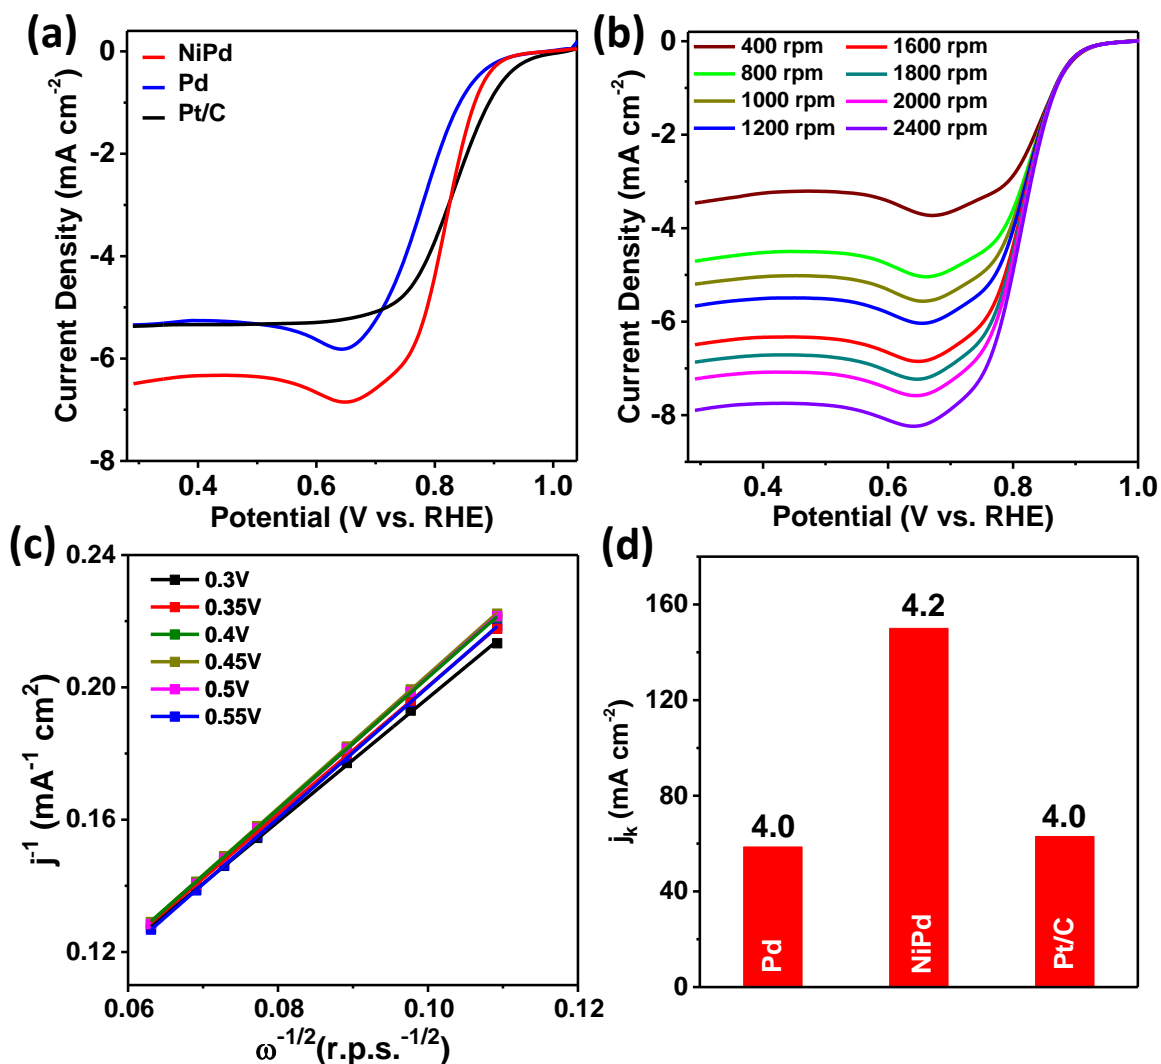 (a)
NiPd
Pd
Pt/C
0
-2
-4
-6
-8
Current Density (mA cm-2)
0.4 0.6 0.8 1.0
Potential (V vs. RHE)
(b)
400 rpm 1600 rpm
800 rpm 1800 rpm
1000 rpm 2000 rpm
1200 rpm 2400 rpm
0
-2
-4
-6
-8
Current Density (mA cm-2)
0.4 0.6 0.8 1.0
Potential (V vs. RHE)
(c)
0.3V
0.35V
0.4V
0.45V
0.5V
0.55V
0.24
0.20
0.16
0.12
j-1 (mA-1 cm2)
0.06 0.08 0.10 0.12
ω-1/2(r.p.s.-1/2)
(d)
160
120
80
40
0
jk (mA cm-2)
4.0 4.2 4.0
Pd NiPd Pt/C